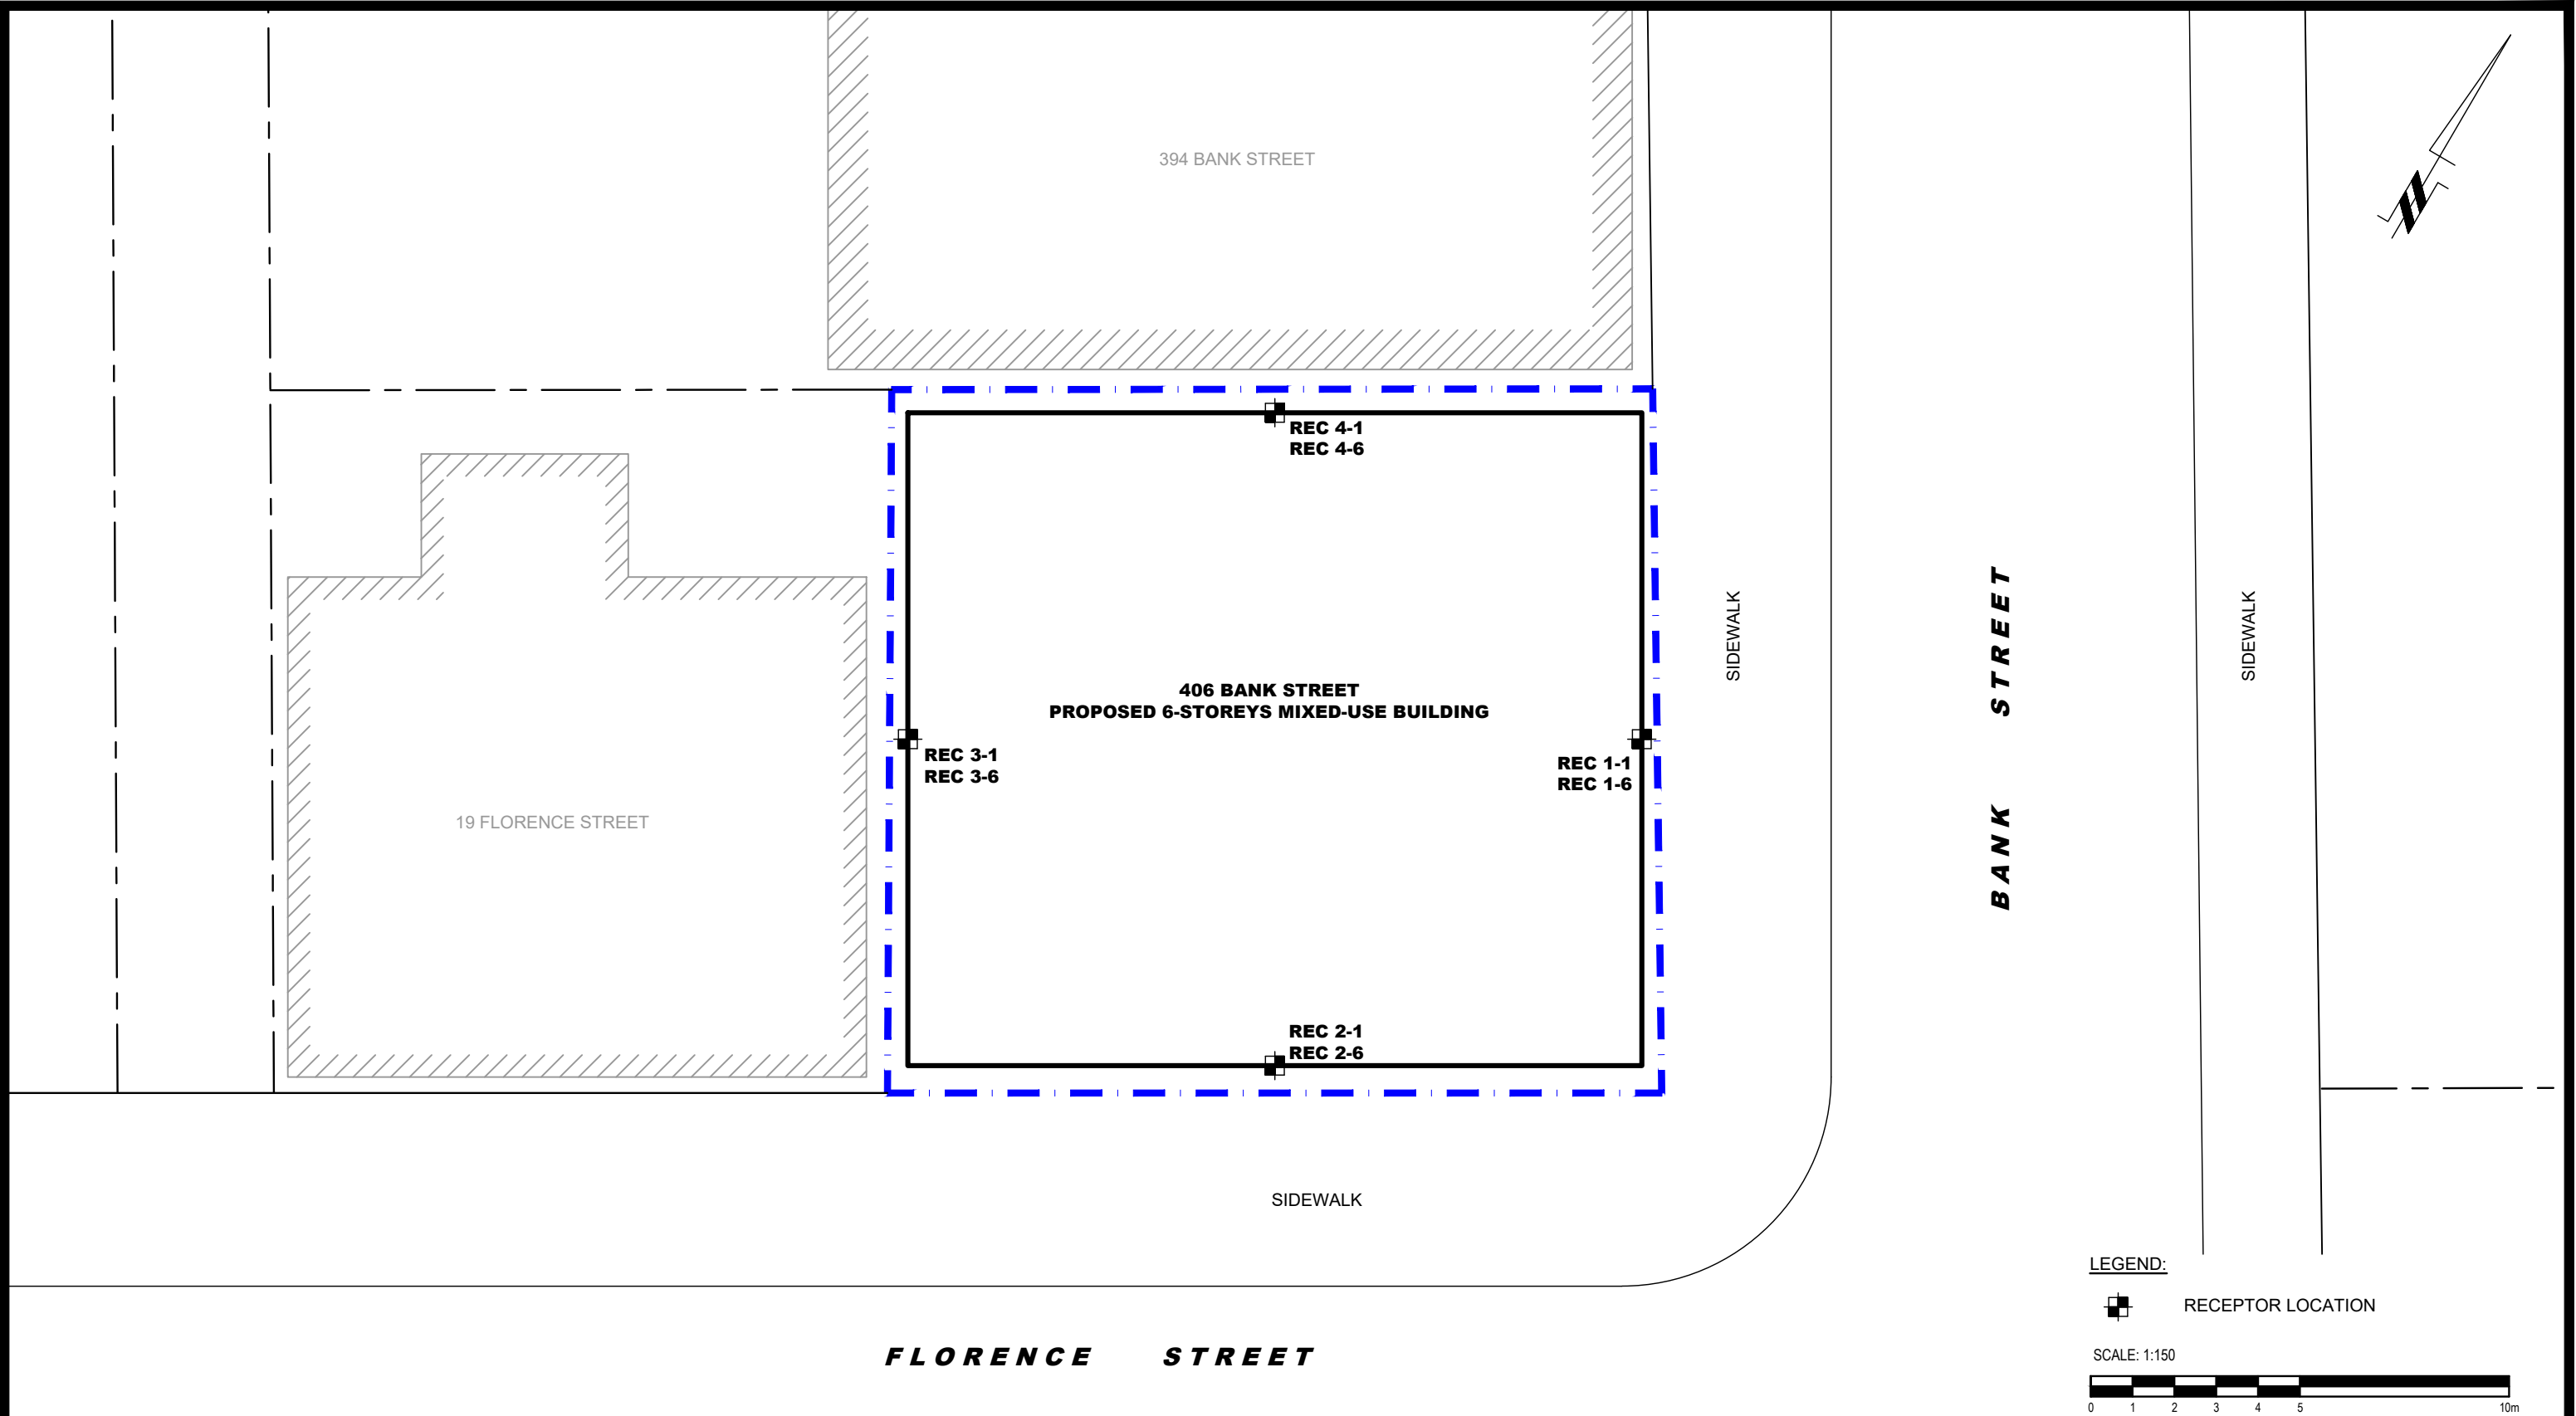 394 BANK STREET
REC 4-1
REC 4-6
SIDEWALK
BANK STREET
SIDEWALK
406 BANK STREET
PROPOSED 6-STOREYS MIXED-USE BUILDING
REC 3-1
REC 3-6
REC 1-1
REC 1-6
19 FLORENCE STREET
REC 2-1
REC 2-6
SIDEWALK
FLORENCE STREET
LEGEND:
RECEPTOR LOCATION
SCALE: 1:150
0 1 2 3 4 5 10m